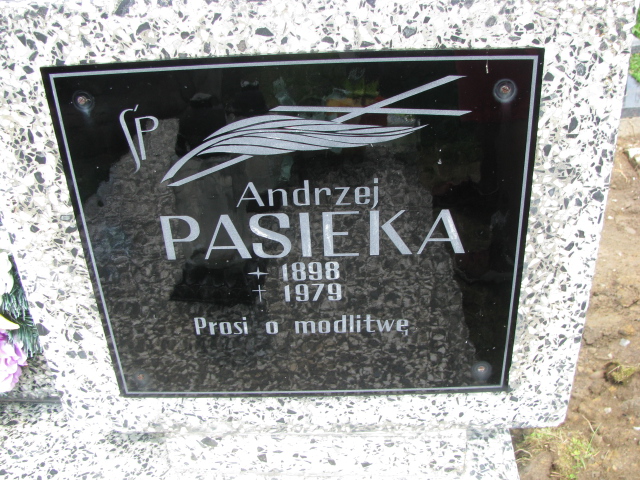 ŚP
Andrzej
PASIEKA
1898
† 1979
Prosi o modlitwę